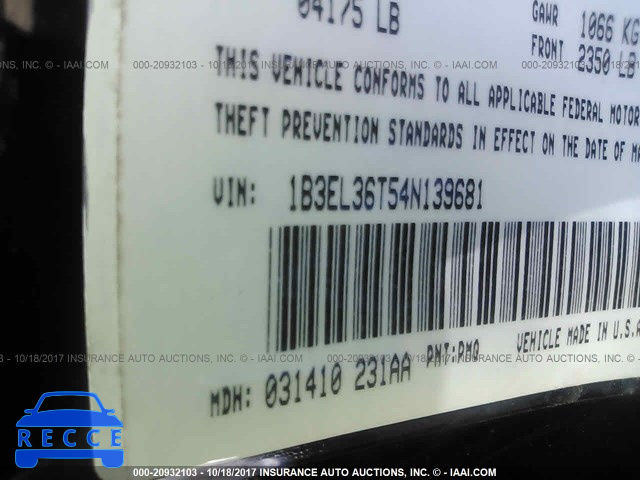 04175 LB
GAWR 1066 KG
FRONT 2350 LB
THIS VEHICLE CONFORMS TO ALL APPLICABLE FEDERAL MOTOR
THEFT PREVENTION STANDARDS IN EFFECT ON THE DATE OF MA
VIN: 1B3EL36T54N139681
VEHICLE MADE IN U.S.A
MDH: 031410 231AA PNT:PMQ
RECCE
000-20932103 - 10/18/2017 INSURANCE AUTO AUCTIONS, INC. - IAAI.COM